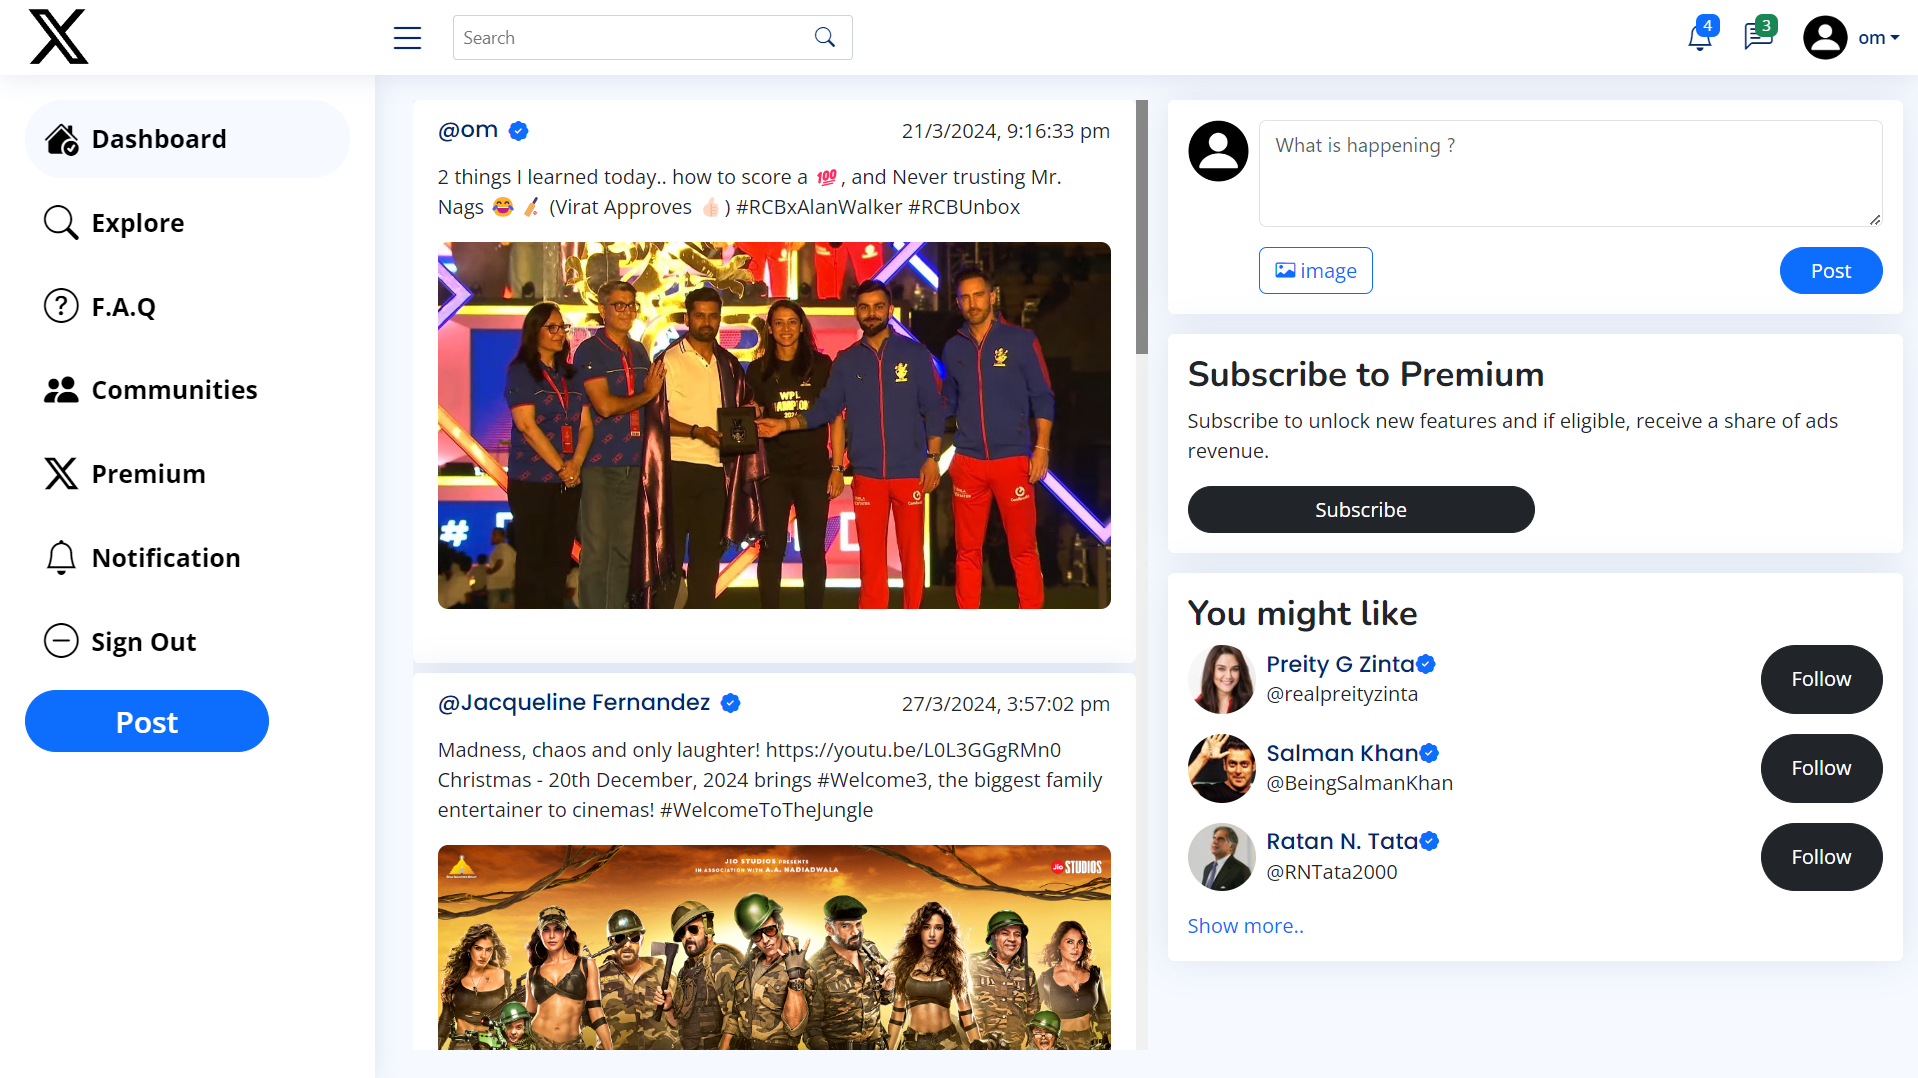 Search
4
3
om
Dashboard
Explore
F.A.Q
Communities
Premium
Notification
Sign Out
Post
@om
21/3/2024, 9:16:33 pm
2 things I learned today.. how to score a 💯, and Never trusting Mr.
Nags 😂 🏏 (Virat Approves 👍🏻) #RCBxAlanWalker #RCBUnbox
WPL
CHAMPIONS
#
@Jacqueline Fernandez
27/3/2024, 3:57:02 pm
Madness, chaos and only laughter! https://youtu.be/L0L3GGgRMn0
Christmas - 20th December, 2024 brings #Welcome3, the biggest family
entertainer to cinemas! #WelcomeToTheJungle
JIO STUDIOS PRESENTS
IN ASSOCIATION WITH A.A. NADIADWALA
Jio STUDIOS
What is happening ?
image
Post
Subscribe to Premium
Subscribe to unlock new features and if eligible, receive a share of ads
revenue.
Subscribe
You might like
Preity G Zinta
@realpreityzinta
Follow
Salman Khan
@BeingSalmanKhan
Follow
Ratan N. Tata
@RNTata2000
Follow
Show more..